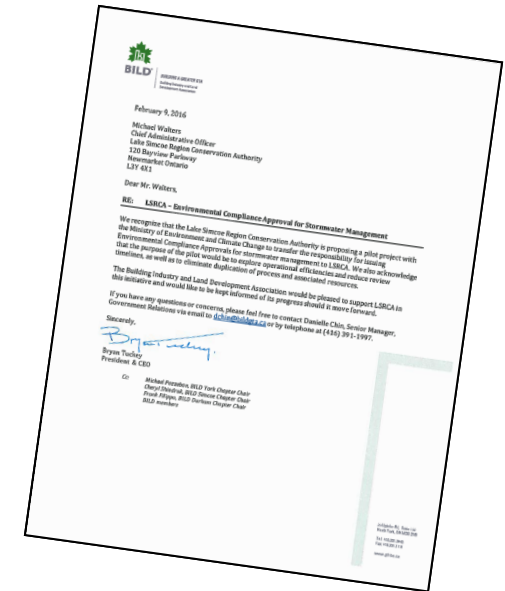 BILD
February 9, 2016
Michael Walters
Chief Administrative Officer
Lake Simcoe Region Conservation Authority
120 Bayview Parkway
Newmarket Ontario
L3Y 4X1
Dear Mr. Walters,
RE: LSRCA – Environmental Compliance Approval for Stormwater Management
We recognize that the Lake Simcoe Region Conservation Authority is proposing a pilot project with
the Ministry of Environment and Climate Change to transfer the responsibility for issuing
Environmental Compliance Approvals for stormwater management to LSRCA. We also acknowledge
that the purpose of the pilot would be to explore operational efficiencies and reduce review
timelines, as well as to eliminate duplication of process and associated resources.
The Building Industry and Land Development Association would be pleased to support LSRCA in
this initiative and would like to be kept informed of its progress should it move forward.
If you have any questions or concerns, please feel free to contact Danielle Chin, Senior Manager,
Government Relations via email to dchin@bildgta.ca or by telephone at (416) 391-1997.
Sincerely,
Bryan Tuckey
President & CEO
Cc:
BILD York Chapter Chair
BILD Simcoe Chapter Chair
BILD Durham Chapter Chair
BILD members